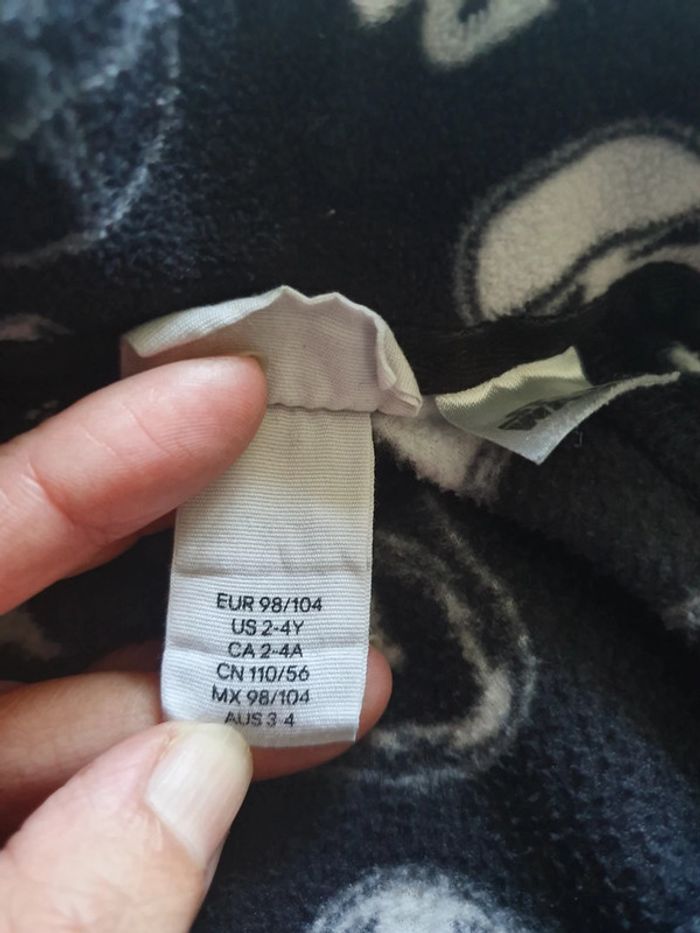 EUR 98/104
US 2-4Y
CA 2-4A
CN 110/56
MX 98/104
AUS 3-4